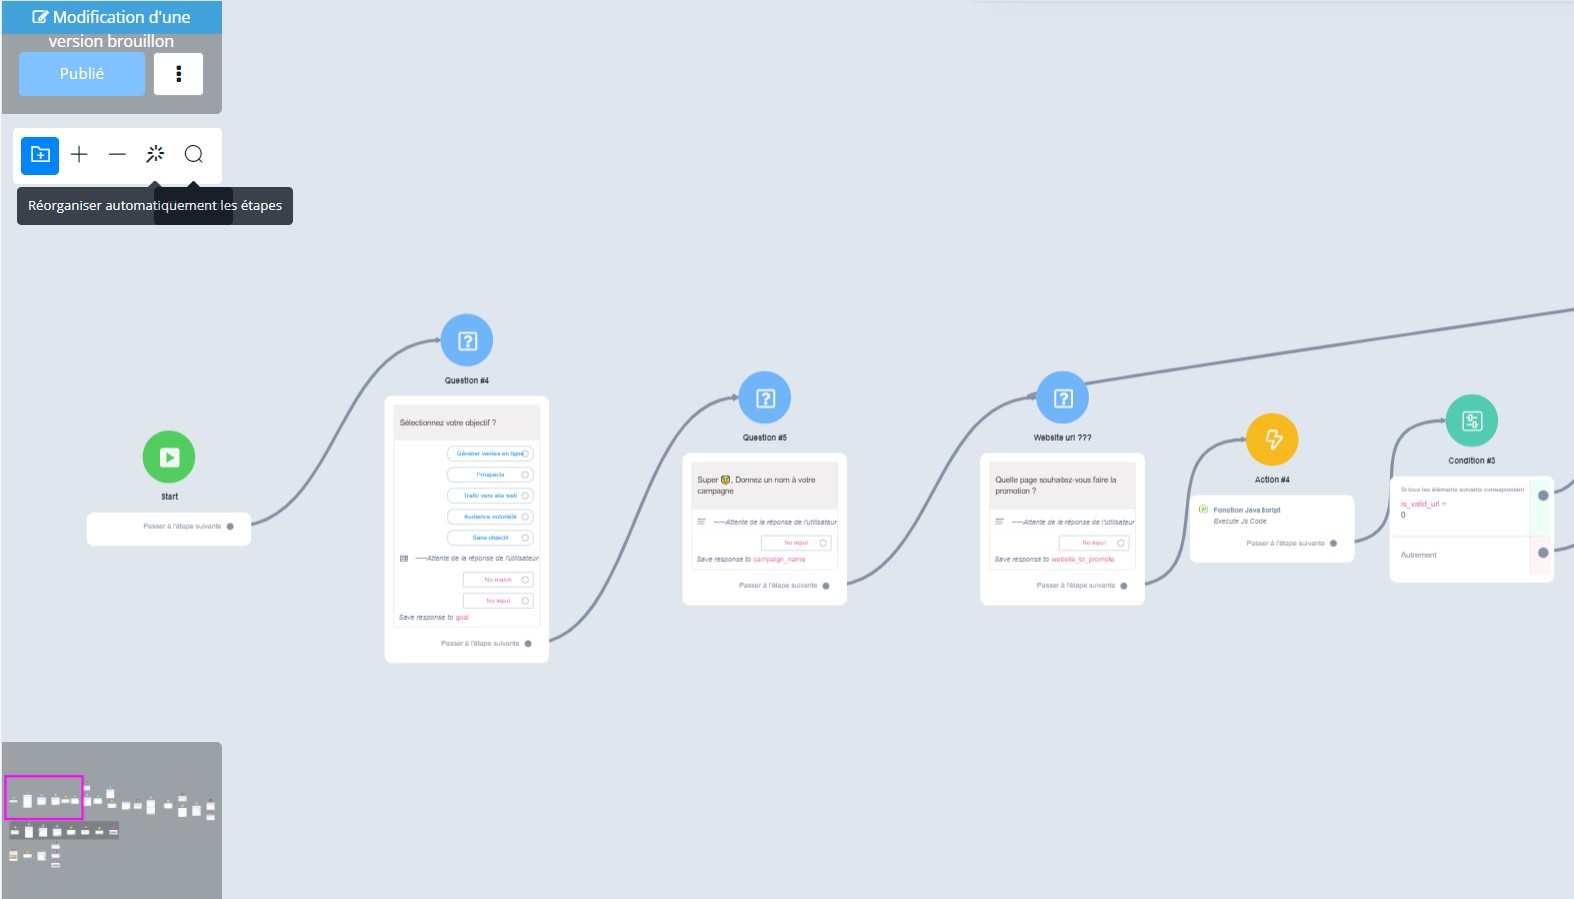 Modification d'une
version brouillon
Publié
Réorganiser automatiquement les étapes
Start
Passer à l'étape suivante
Question #4
Sélectionnez votre objectif ?
Générer ventes en ligne
Prospects
Trafic vers site web
Audience notoriété
Sans objectif
-----Attente de la réponse de l'utilisateur
No match
No input
Save response to goal
Passer à l'étape suivante
Question #5
Super 🤓, Donnez un nom à votre
campagne
-----Attente de la réponse de l'utilisateur
No input
Save response to campaign_name
Passer à l'étape suivante
Website url ???
Quelle page souhaitez-vous faire la
promotion ?
-----Attente de la réponse de l'utilisateur
No input
Save response to website_to_promote
Passer à l'étape suivante
Action #4
Fonction JavaScript
Execute Js Code
Passer à l'étape suivante
Condition #3
Si tous les éléments suivants correspondent
is_valid_url =
0
Autrement